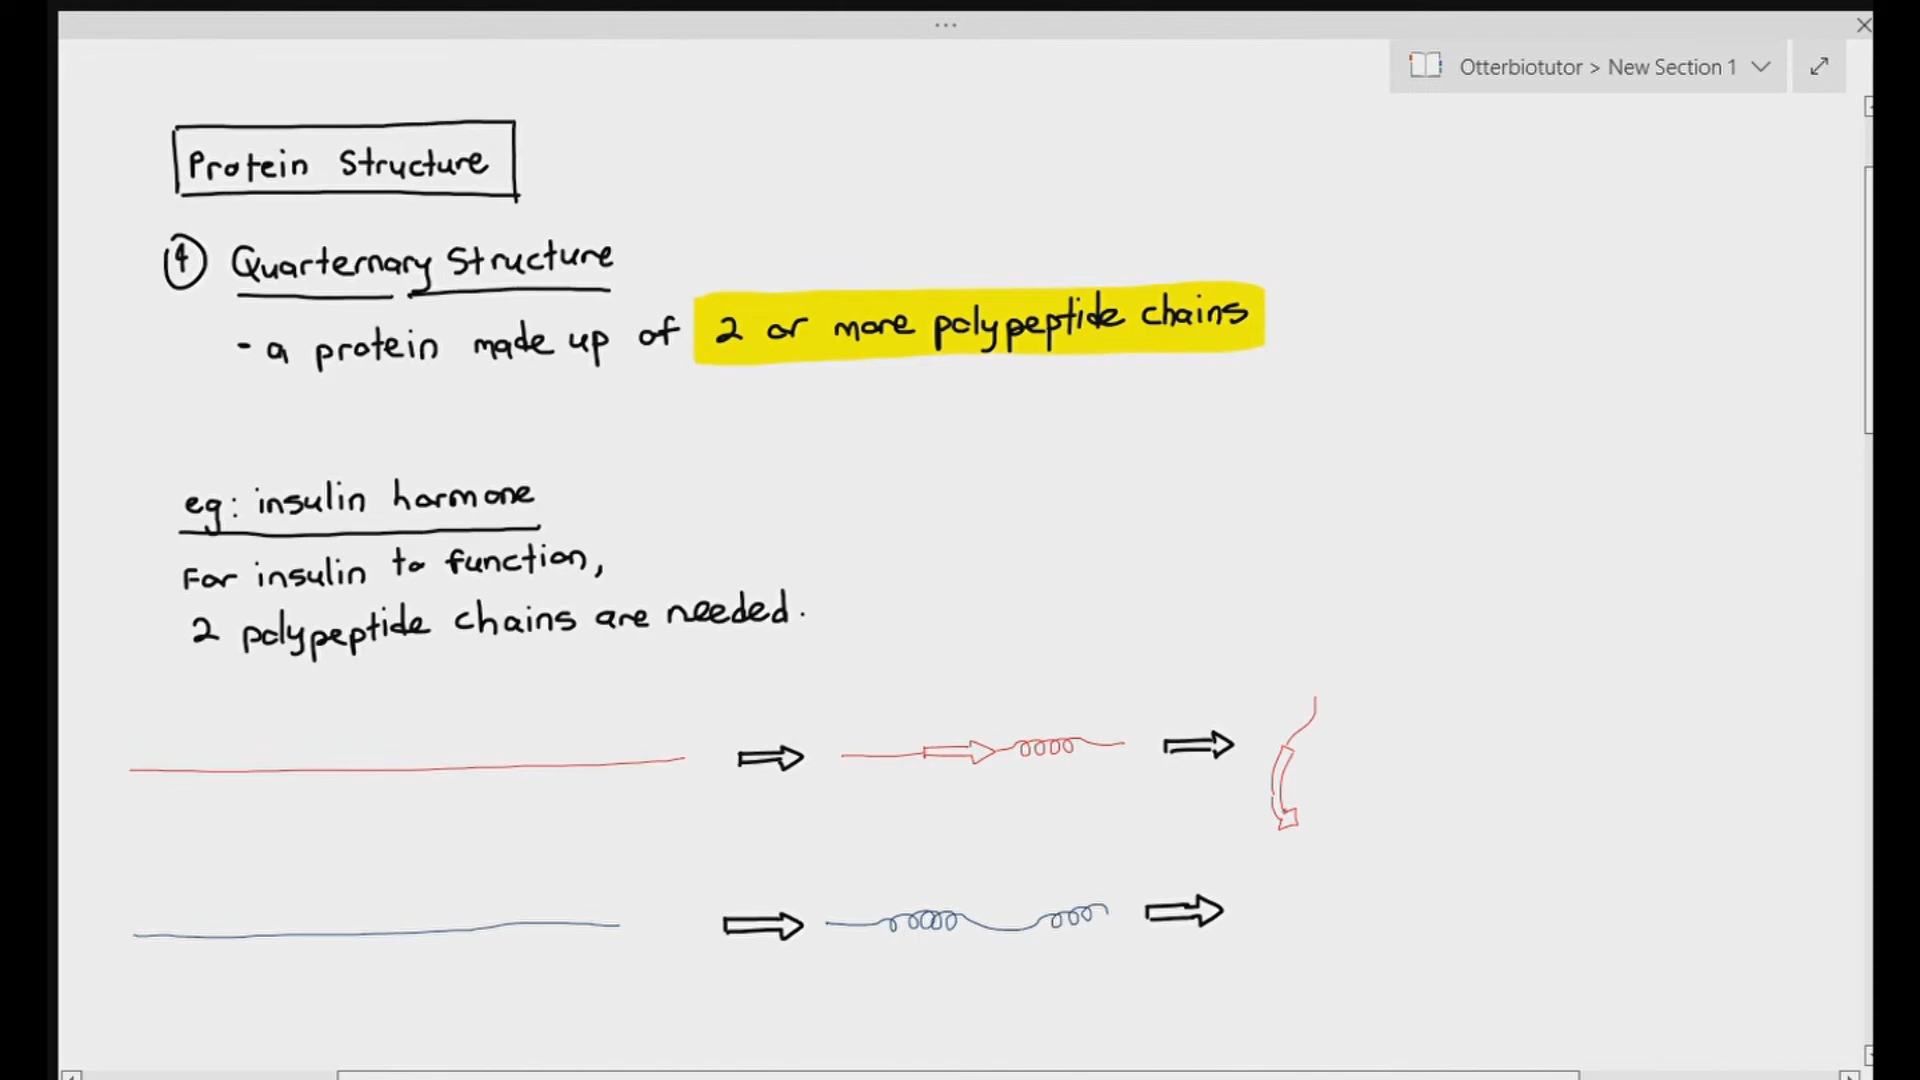 Otterbiotutor > New Section 1
Protein Structure
④ Quarternary Structure
- a protein made up of 2 or more polypeptide chains
eg: insulin hormone
For insulin to function,
2 polypeptide chains are needed.